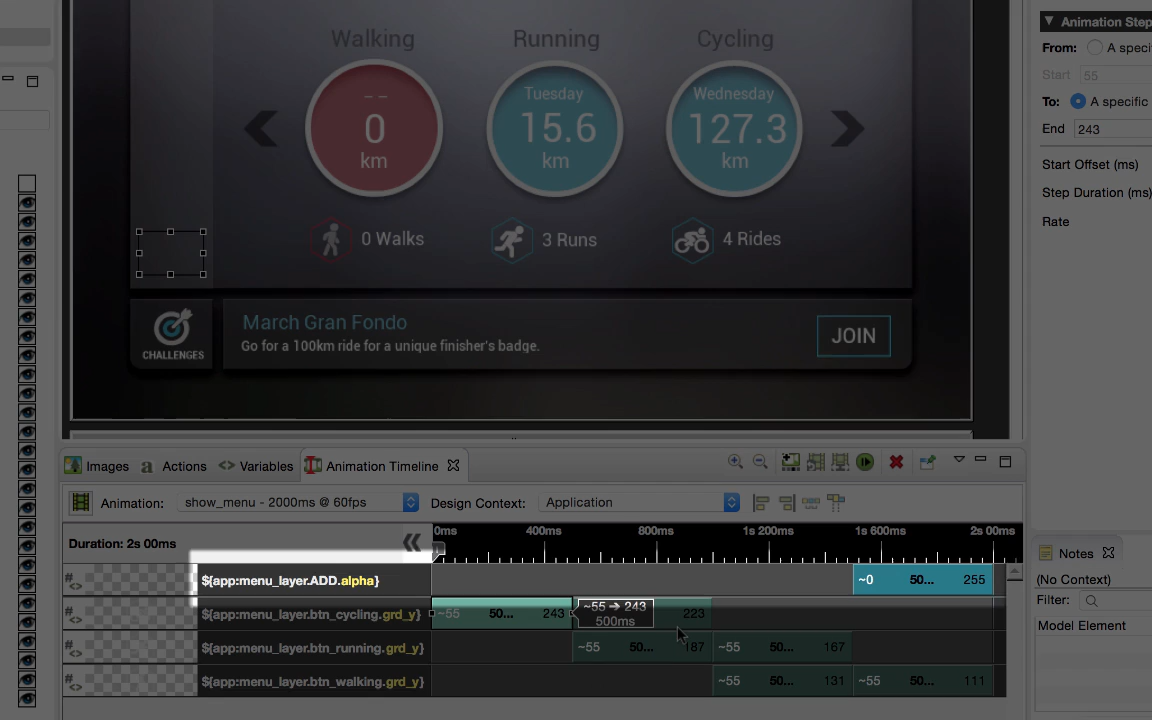 Walking
Running
Cycling
-- 0 km
Tuesday 15.6 km
Wednesday 127.3 km
0 Walks
3 Runs
4 Rides
CHALLENGES
March Gran Fondo
Go for a 100km ride for a unique finisher's badge.
JOIN
Animation Step
From: A speci
Start 55
To: A specific
End 243
Start Offset (ms)
Step Duration (ms)
Rate
Images Actions Variables Animation Timeline
Animation: show_menu - 2000ms @ 60fps Design Context: Application
Duration: 2s 00ms
0ms 400ms 800ms 1s 200ms 1s 600ms 2s 00ms
${app:menu_layer.ADD.alpha} ~0 50... 255
${app:menu_layer.btn_cycling.grd_y} ~55 50... 243 223
~55 ➔ 243
500ms
${app:menu_layer.btn_running.grd_y} ~55 50... 187 ~55 50... 167
${app:menu_layer.btn_walking.grd_y} ~55 50... 131 ~55 50... 111
Notes
(No Context)
Filter:
Model Element